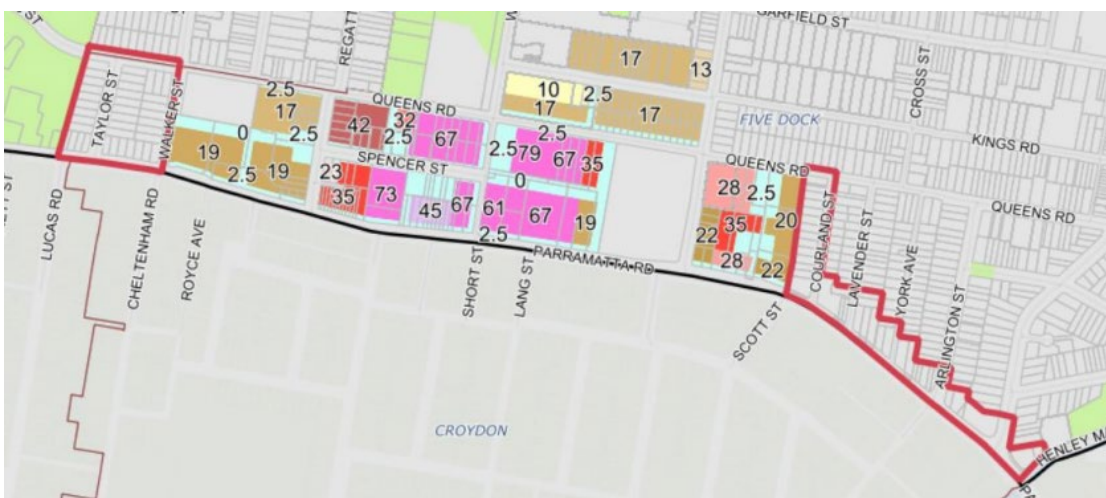 GARFIELD ST
17
13
CROSS ST
TAYLOR ST
WALKER ST
2.5
17
2.5
0
19
2.5
19
QUEENS RD
42
32
2.5
67
SPENCER ST
23
35
73
45
67
10
2.5
17
17
2.5
2.5
79
67
35
0
61
67
19
2.5
FIVE DOCK
KINGS RD
QUEENS RD
28
2.5
35
20
22
28
22
QUEENS RD
COURLAND ST
LAVENDER ST
YORK AVE
ARLINGTON ST
LUCAS RD
CHELTENHAM RD
ROYCE AVE
SHORT ST
LANG ST
PARRAMATTA RD
SCOTT ST
CROYDON